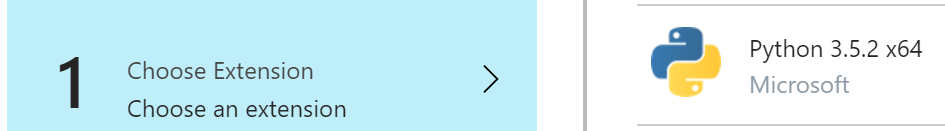 1
Choose Extension
Choose an extension
Python 3.5.2 x64
Microsoft